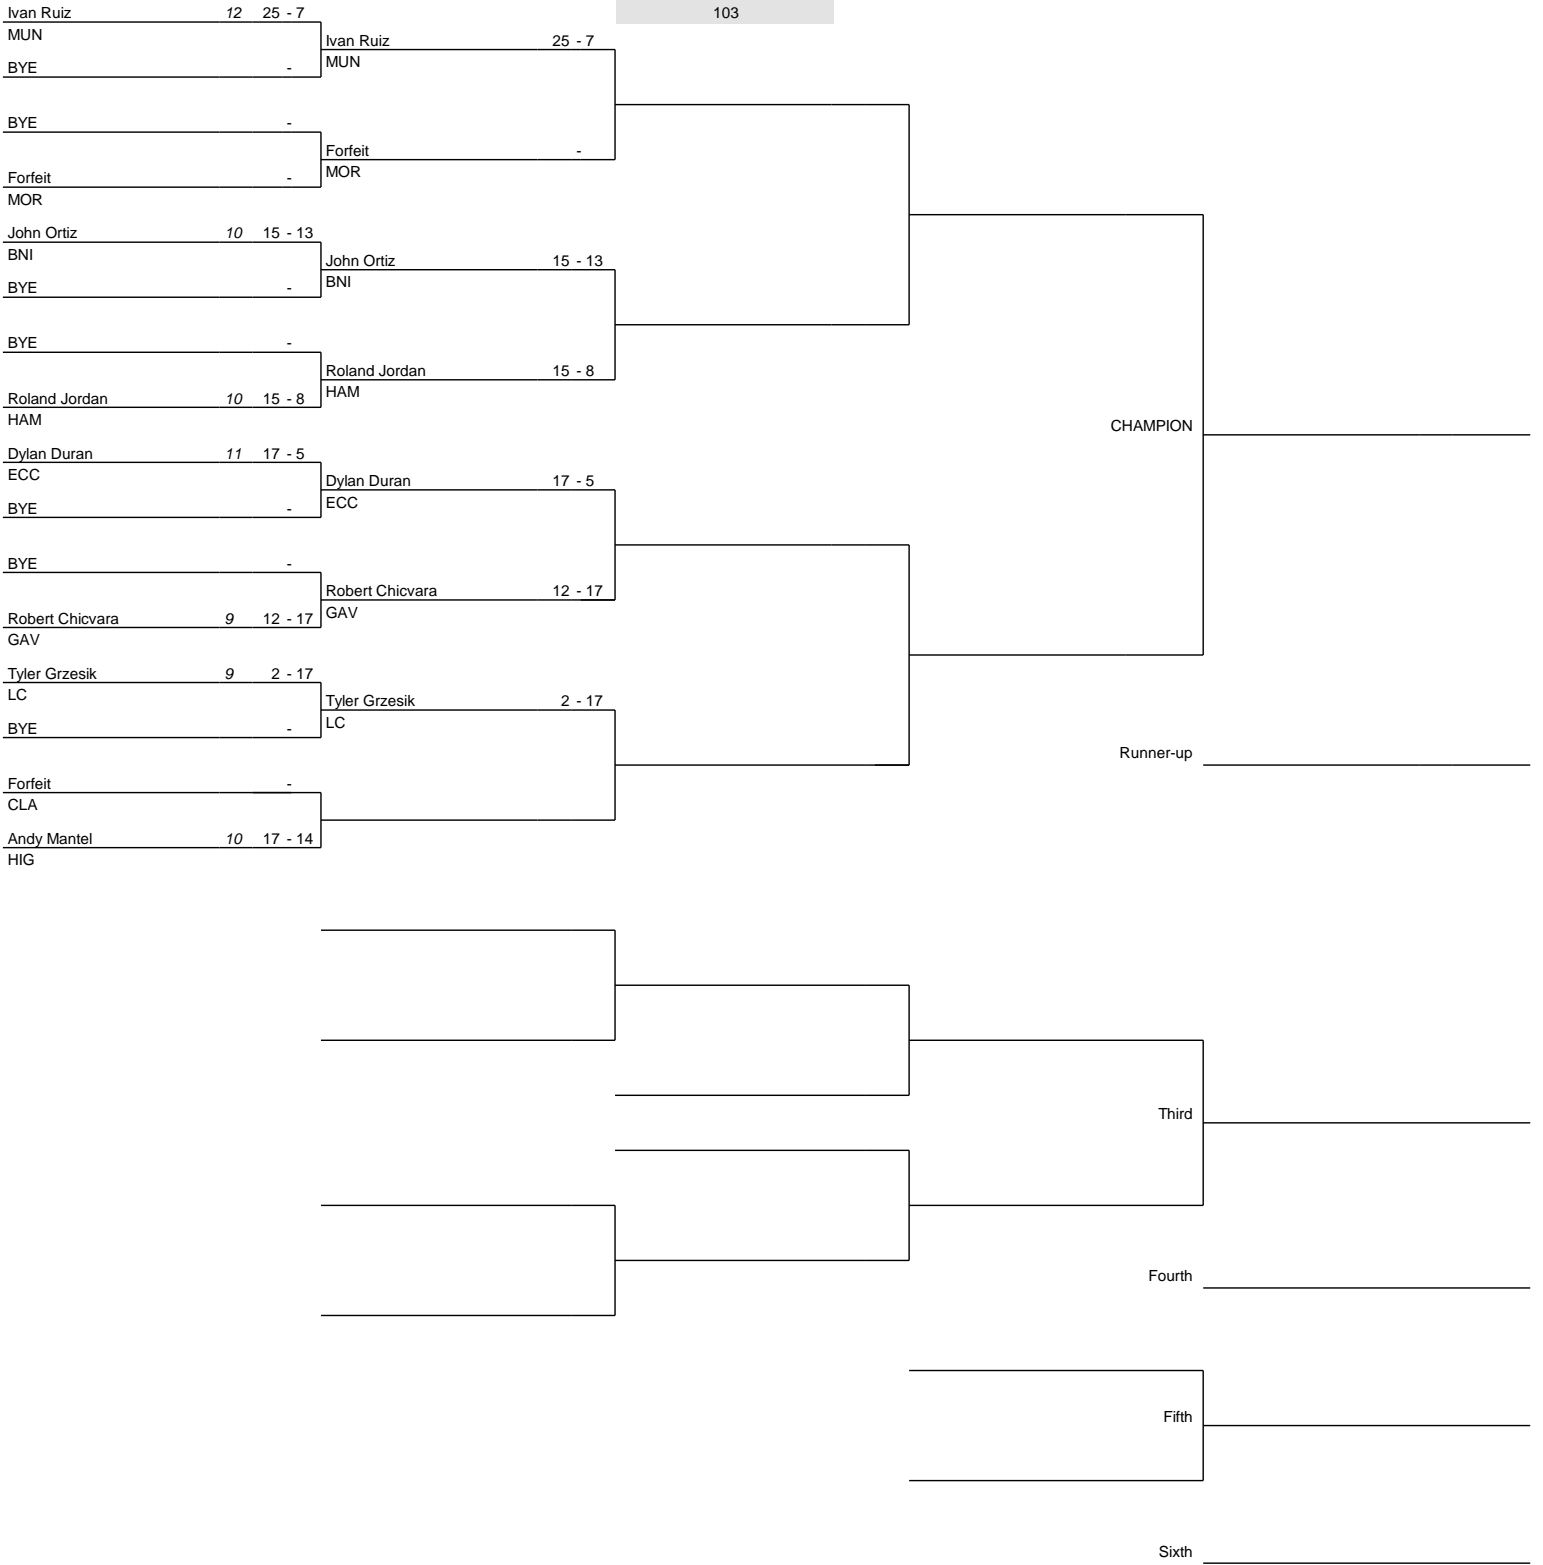 Ivan Ruiz 12 25 - 7
103
MUN
Ivan Ruiz 25 - 7
MUN
BYE -
BYE -
Forfeit -
MOR
Forfeit -
MOR
John Ortiz 10 15 - 13
BNI
John Ortiz 15 - 13
BNI
BYE -
BYE -
Roland Jordan 15 - 8
HAM
Roland Jordan 10 15 - 8
HAM
CHAMPION
Dylan Duran 11 17 - 5
ECC
Dylan Duran 17 - 5
ECC
BYE -
BYE -
Robert Chicvara 12 - 17
GAV
Robert Chicvara 9 12 - 17
GAV
Tyler Grzesik 9 2 - 17
LC
Tyler Grzesik 2 - 17
LC
BYE -
Runner-up
Forfeit -
CLA
Andy Mantel 10 17 - 14
HIG
Third
Fourth
Fifth
Sixth